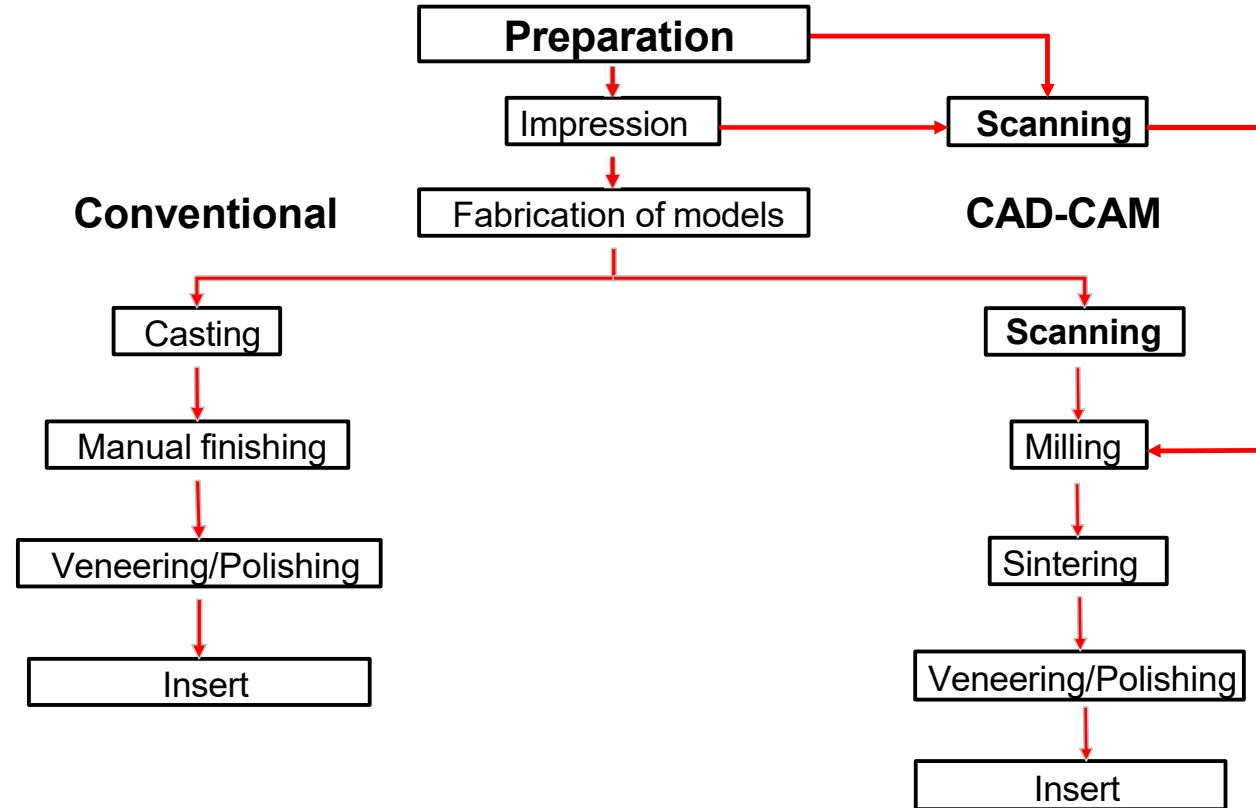 Preparation
Impression
Scanning
Conventional
Fabrication of models
CAD-CAM
Casting
Scanning
Manual finishing
Milling
Veneering/Polishing
Sintering
Insert
Veneering/Polishing
Insert